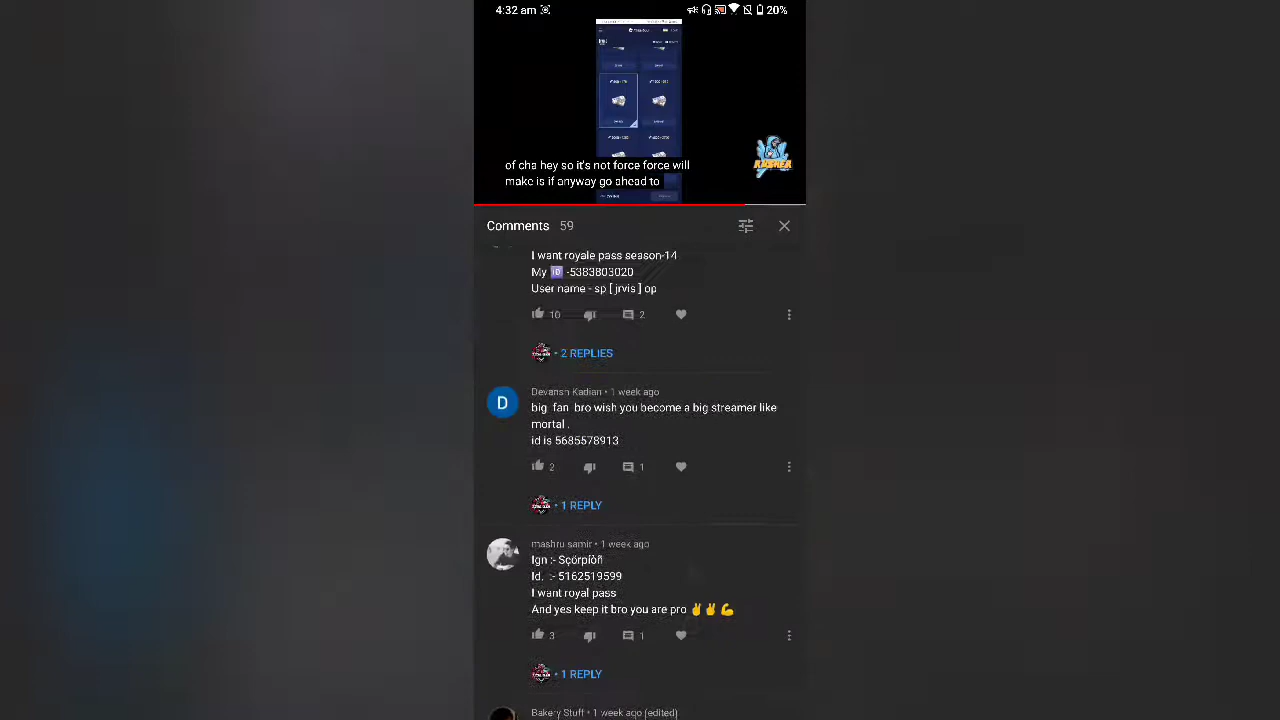 4:32 am
20%
of cha hey so it's not force force will
make is if anyway go ahead to
Comments 59
I want royale pass season-14
My 🆔 -5383803020
User name - sp [ jrvis ] op
10
2
• 2 REPLIES
D
Devansh Kadian • 1 week ago
big fan bro wish you become a big streamer like
mortal .
id is 5685578913
2
1
• 1 REPLY
mashru samir • 1 week ago
Ign :- Sçörpíòñ
Id. :- 5162519599
I want royal pass
And yes keep it bro you are pro ✌✌💪
3
1
• 1 REPLY
Bakery Stuff • 1 week ago (edited)